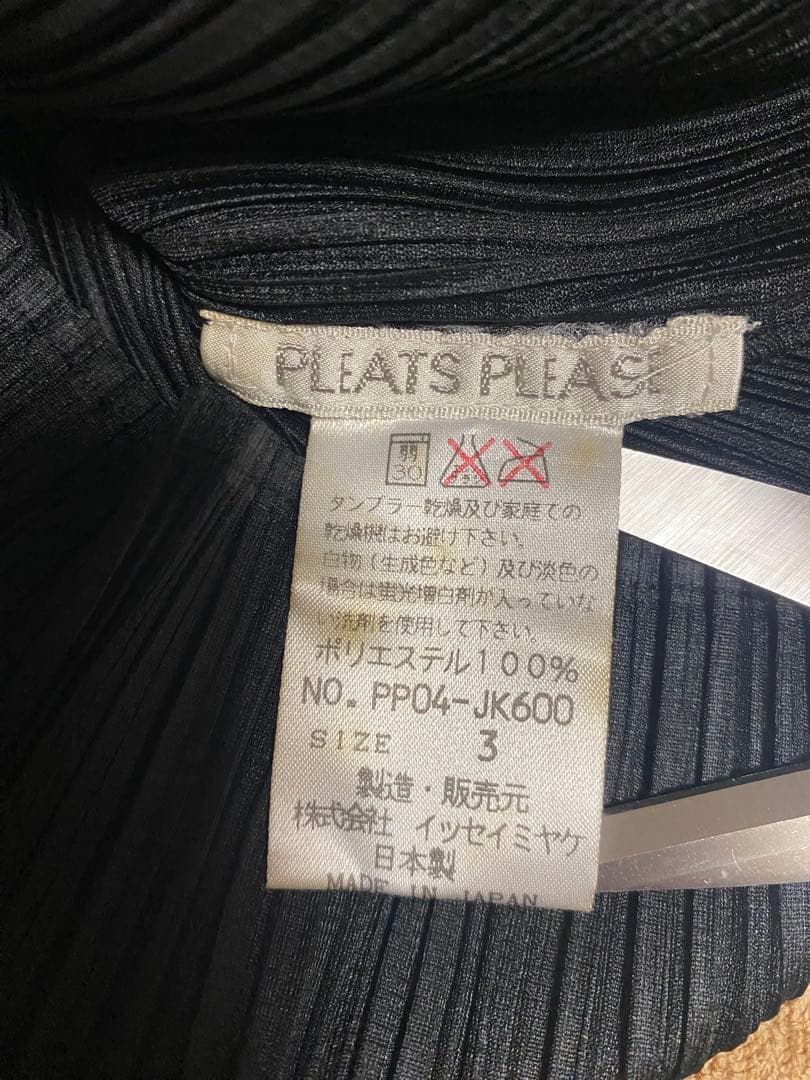 PLEATS PLEASE
弱
30
タンブラー乾燥及び家庭での
乾燥機はお避け下さい。
白物（生成色など）及び淡色の
場合は蛍光増白剤が入っていな
い洗剤を使用して下さい。
ポリエステル100%
NO. PP04-JK600
SIZE 3
製造・販売元
株式会社 イッセイミヤケ
日本製
MADE IN JAPAN